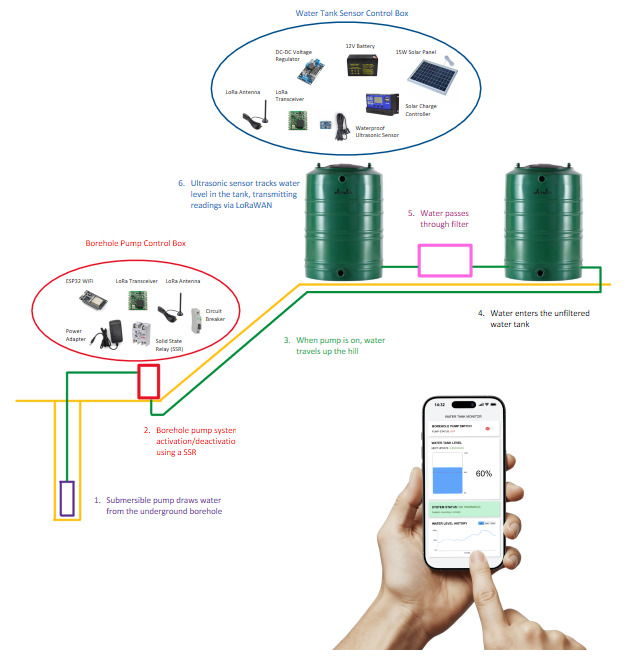 Water Tank Sensor Control Box
12V Battery
DC-DC Voltage
Regulator
15W Solar Panel
LoRa Antenna
LoRa
Transceiver
Solar Charge
Controller
Waterproof
Ultrasonic Sensor
6. Ultrasonic sensor tracks water
level in the tank, transmitting
readings via LoRaWAN
5. Water passes
through filter
Borehole Pump Control Box
ESP32 WiFi
LoRa Transceiver
LoRa Antenna
Circuit
Breaker
Power
Adapter
Solid State
Relay (SSR)
4. Water enters the unfiltered
water tank
3. When pump is on, water
travels up the hill
2. Borehole pump system
activation/deactivatio
using a SSR
1. Submersible pump draws water
from the underground borehole
14:32
WATER TANK MONITOR
BOREHOLE PUMP SWITCH
WATER TANK LEVEL
60%
WATER LEVEL HISTORY